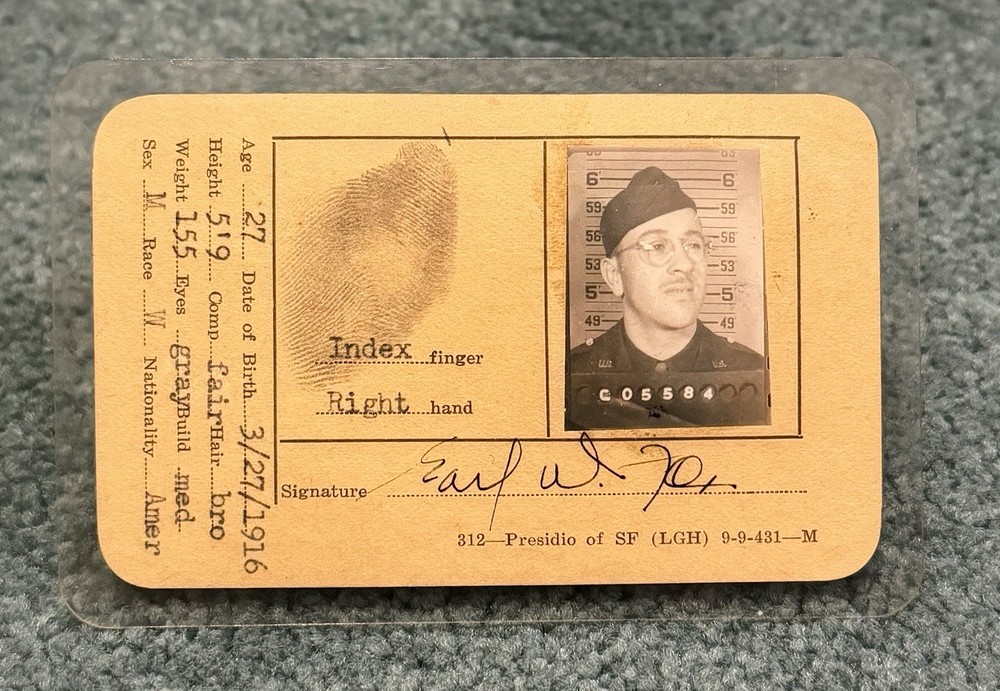 Age 27 Date of Birth 3/27/1916
Height 5'9 Comp. fair Hair bro
Weight 155 Eyes gray Build med
Sex M Race W Nationality Amer
Index finger
Right hand
6' 6'
59 59
56 56
53 53
5' 5'
49 49
U.S. U.S.
C 05584
Signature Earl W. Fox
312—Presidio of SF (LGH) 9-9-431—M